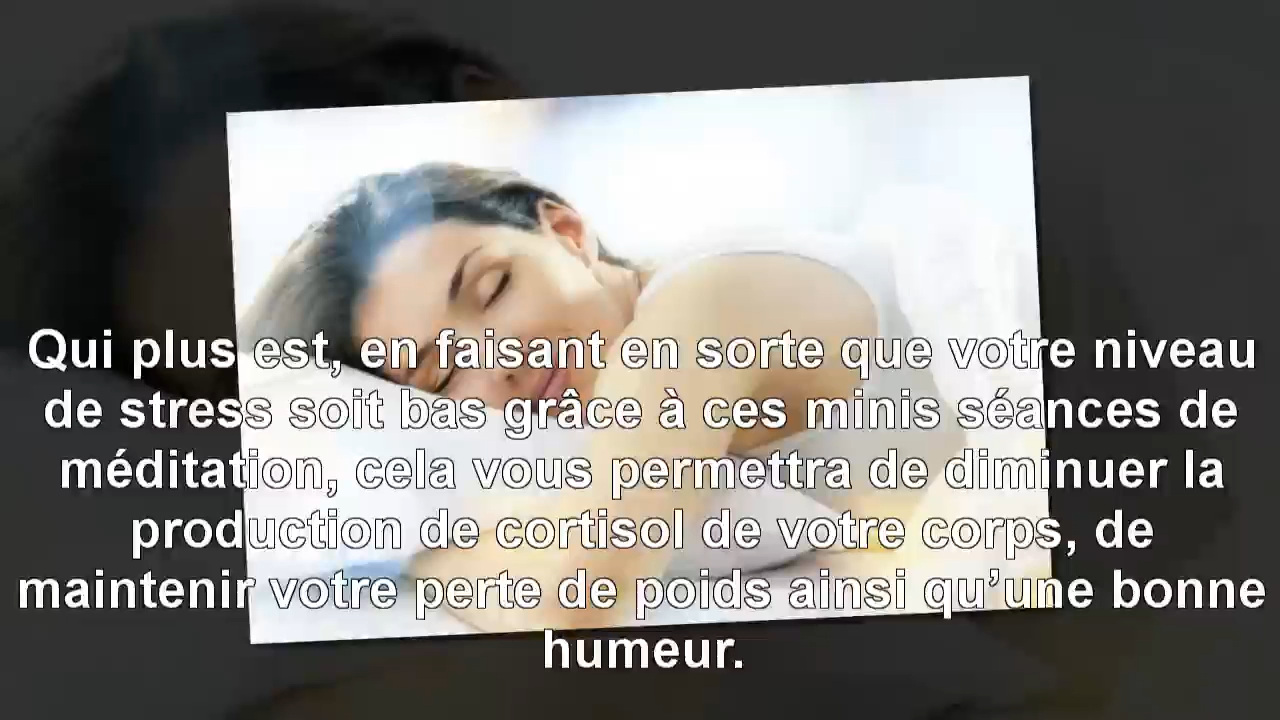 Qui plus est, en faisant en sorte que votre niveau
de stress soit bas grâce à ces minis séances de
méditation, cela vous permettra de diminuer la
production de cortisol de votre corps, de
maintenir votre perte de poids ainsi qu’une bonne
humeur.